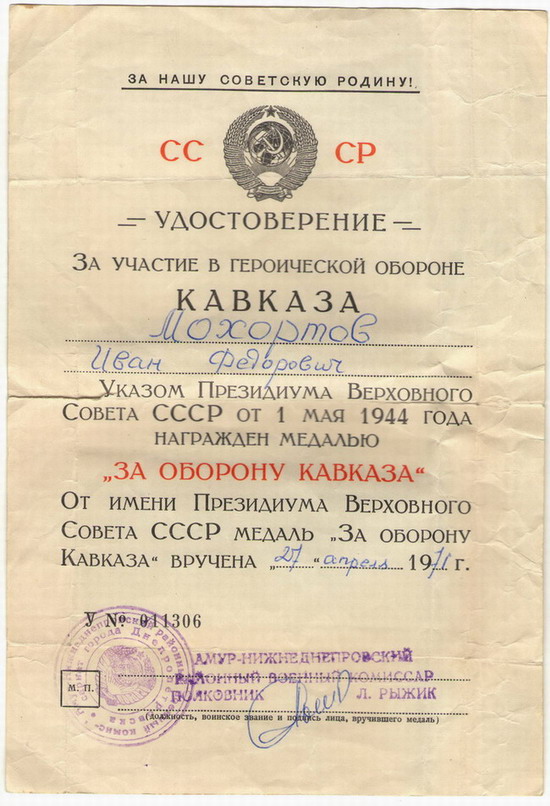 ЗА НАШУ СОВЕТСКУЮ РОДИНУ!
СС СР
УДОСТОВЕРЕНИЕ
ЗА УЧАСТИЕ В ГЕРОИЧЕСКОЙ ОБОРОНЕ
КАВКАЗА
Мохортов
Иван Федорович
УКАЗОМ ПРЕЗИДИУМА ВЕРХОВНОГО
СОВЕТА СССР ОТ 1 МАЯ 1944 ГОДА
НАГРАЖДЕН МЕДАЛЬЮ
„ЗА ОБОРОНУ КАВКАЗА“
ОТ ИМЕНИ ПРЕЗИДИУМА ВЕРХОВНОГО
СОВЕТА СССР МЕДАЛЬ „ЗА ОБОРОНУ
КАВКАЗА“ ВРУЧЕНА „27“ апрель 1971 г.
У № 011306
АМУР-НИЖНЕДНЕПРОВСКИЙ
РАЙОННЫЙ ВОЕННЫЙ КОМИССАР
ПОЛКОВНИК Л. РЫЖИК
М. П.
(должность, воинское звание и подпись лица, вручившего медаль)